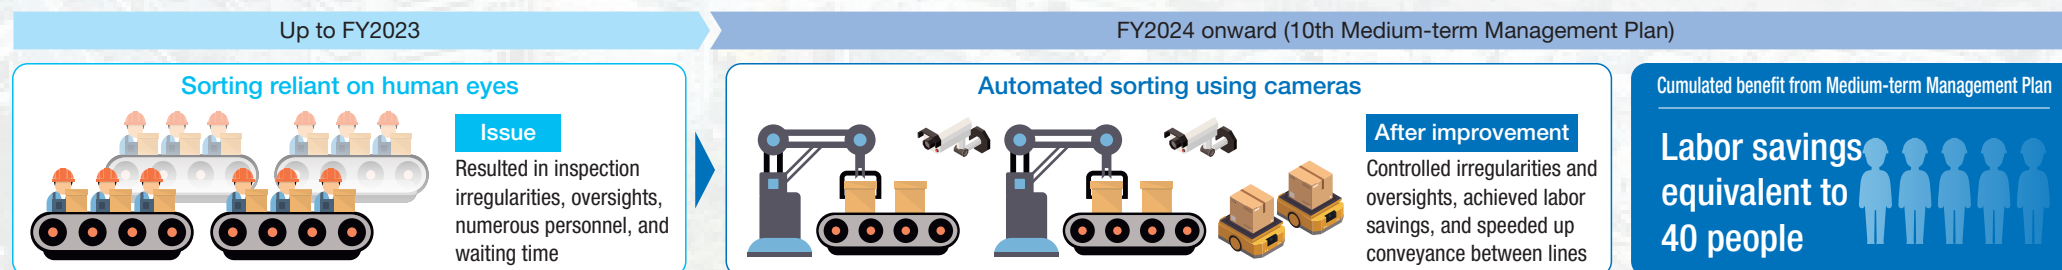 Up to FY2023
FY2024 onward (10th Medium-term Management Plan)
Sorting reliant on human eyes
Issue
Resulted in inspection
irregularities, oversights,
numerous personnel, and
waiting time
Automated sorting using cameras
After improvement
Controlled irregularities and
oversights, achieved labor
savings, and speeded up
conveyance between lines
Cumulated benefit from Medium-term Management Plan
Labor savings
equivalent to
40 people